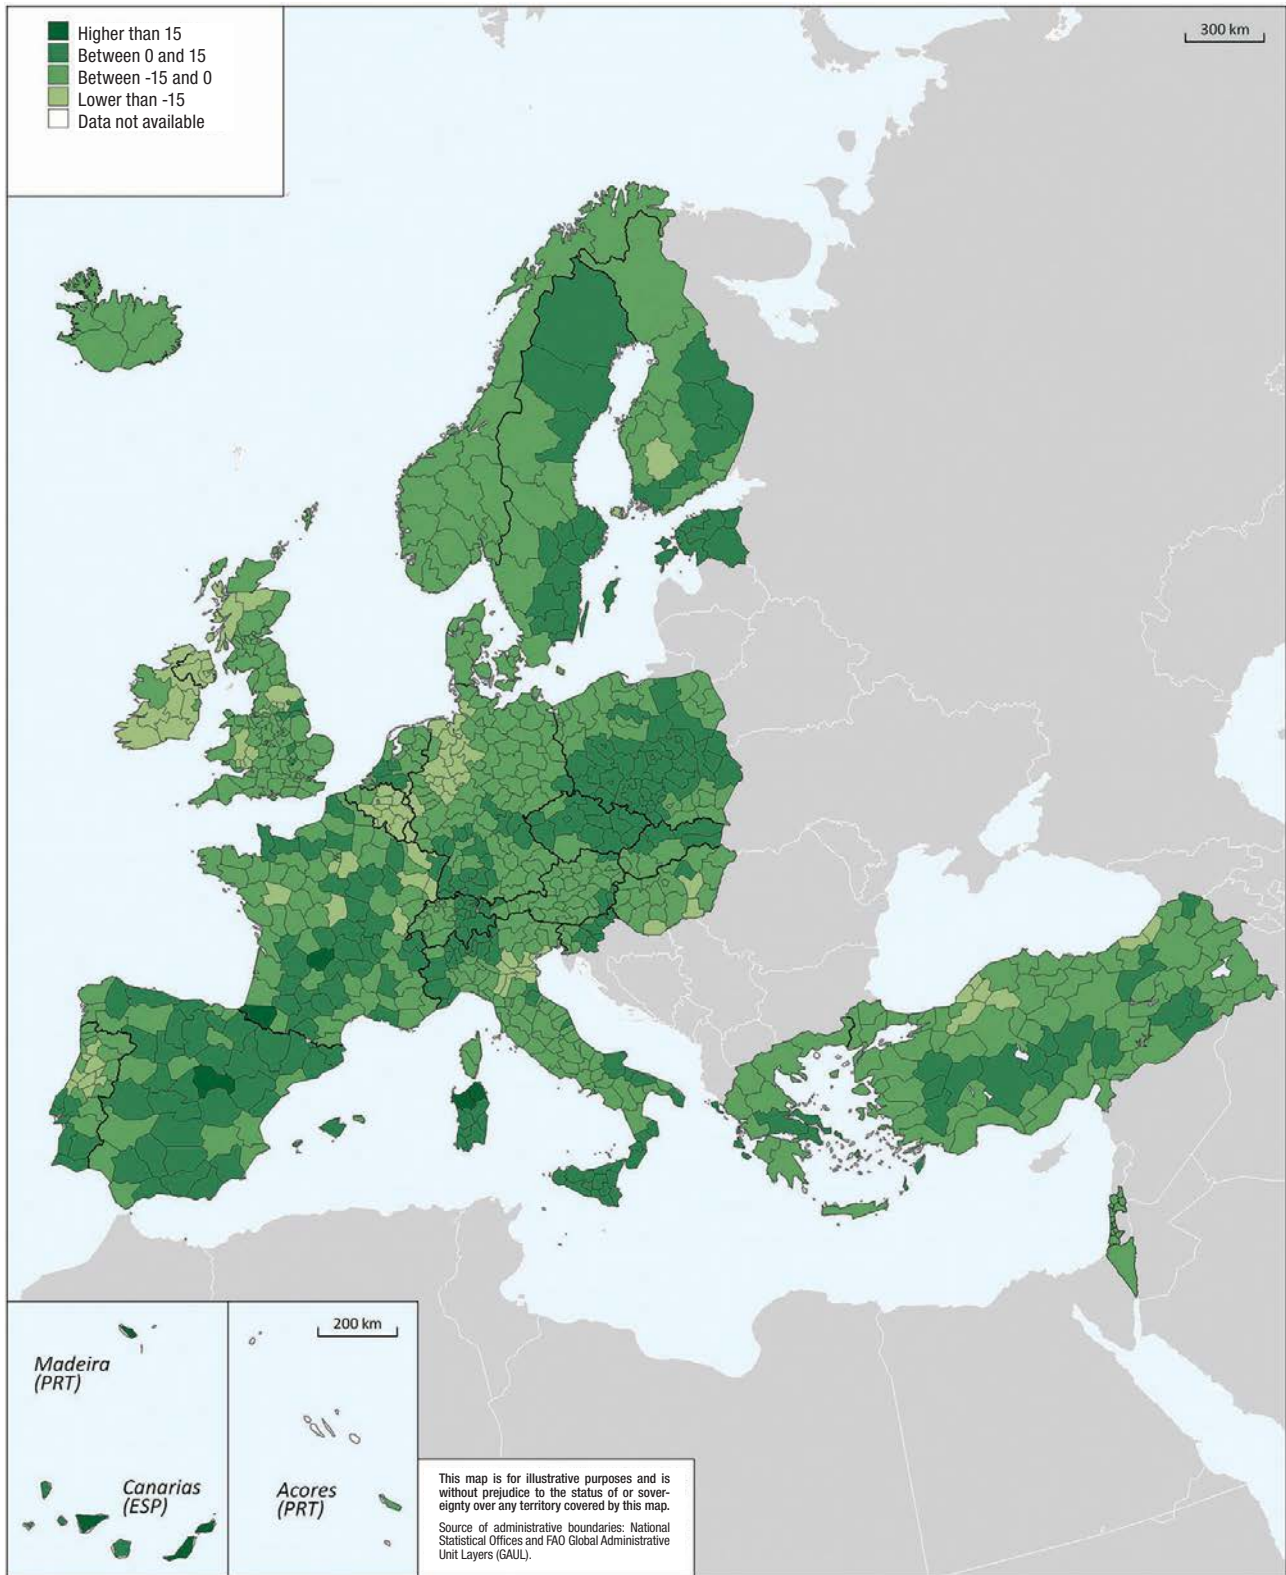 Higher than 15
Between 0 and 15
Between -15 and 0
Lower than -15
Data not available
300 km
200 km
Madeira
(PRT)
Canarias
(ESP)
Acores
(PRT)
This map is for illustrative purposes and is
without prejudice to the status of or sover-
eignty over any territory covered by this map.
Source of administrative boundaries: National
Statistical Offices and FAO Global Administrative
Unit Layers (GAUL).